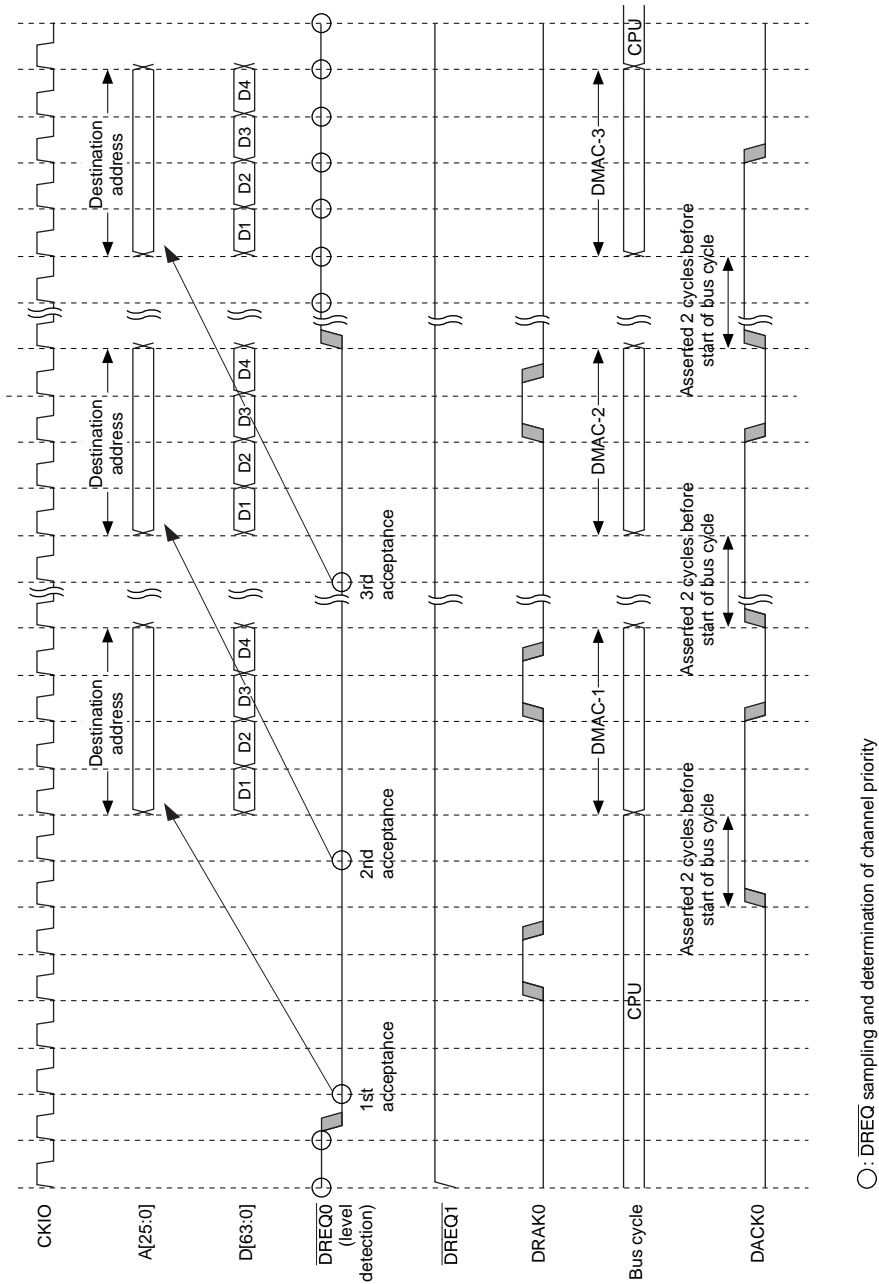 CKIO
A[25:0]
Destination
address
Destination
address
Destination
address
D[63:0]
D1 D2 D3 D4 D1 D2 D3 D4 D1 D2 D3 D4
DREQ0
(level
detection)
1st
acceptance
2nd
acceptance
3rd
acceptance
DREQ1
DRAK0
Bus cycle
CPU DMAC-1 DMAC-2 DMAC-3 CPU
DACK0
Asserted 2 cycles before
start of bus cycle
Asserted 2 cycles before
start of bus cycle
Asserted 2 cycles before
start of bus cycle
: DREQ sampling and determination of channel priority